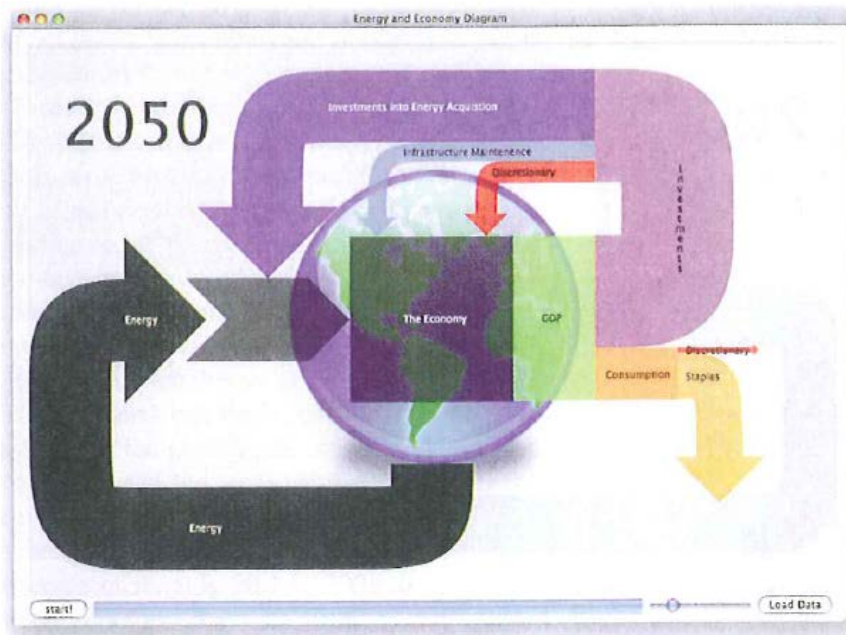 Energy and Economy Diagram
2050
Investments into Energy Acquistion
Infrastructure Maintenence
Discretionary
Investments
Energy
The Economy
GDP
Discretionary
Consumption
Staples
Energy
start!
Load Data